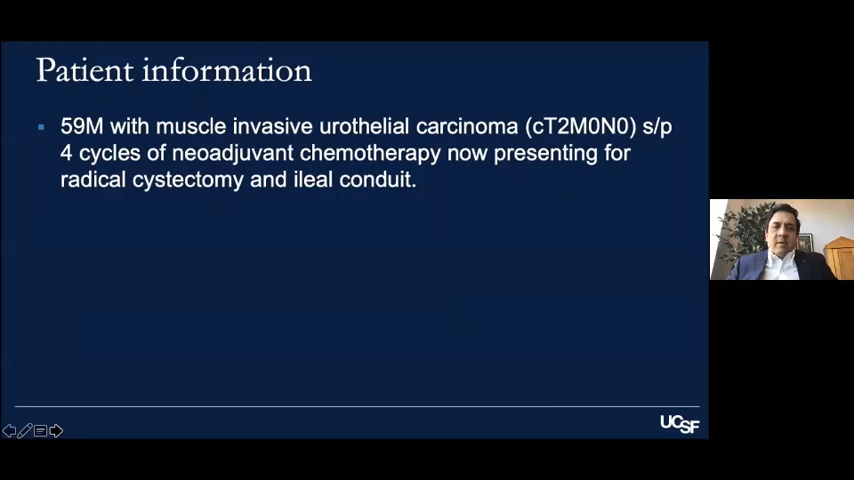 Patient information
59M with muscle invasive urothelial carcinoma (cT2M0N0) s/p
4 cycles of neoadjuvant chemotherapy now presenting for
radical cystectomy and ileal conduit.
UCSF